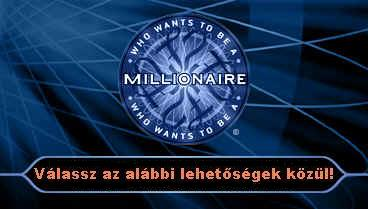 WHO WANTS TO BE A
MILLIONAIRE
WHO WANTS TO BE A
®
Válassz az alábbi lehetőségek közül!